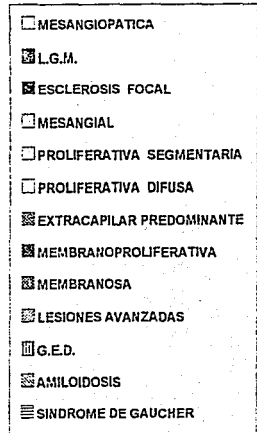 MESANGIOPATICA
L.G.M.
ESCLEROSIS FOCAL
MESANGIAL
PROLIFERATIVA SEGMENTARIA
PROLIFERATIVA DIFUSA
EXTRACAPILAR PREDOMINANTE
MEMBRANOPROLIFERATIVA
MEMBRANOSA
LESIONES AVANZADAS
G.E.D.
AMILOIDOSIS
SINDROME DE GAUCHER